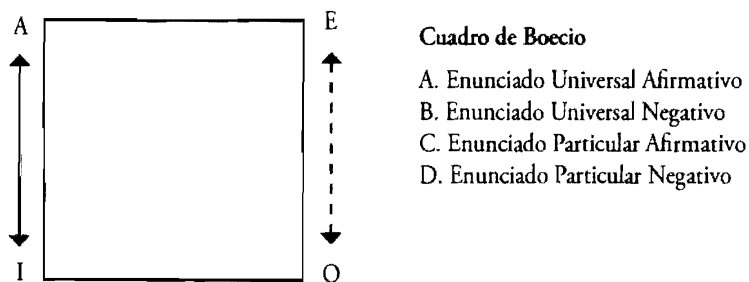 A
E
I
O
Cuadro de Boecio
A. Enunciado Universal Afirmativo
B. Enunciado Universal Negativo
C. Enunciado Particular Afirmativo
D. Enunciado Particular Negativo